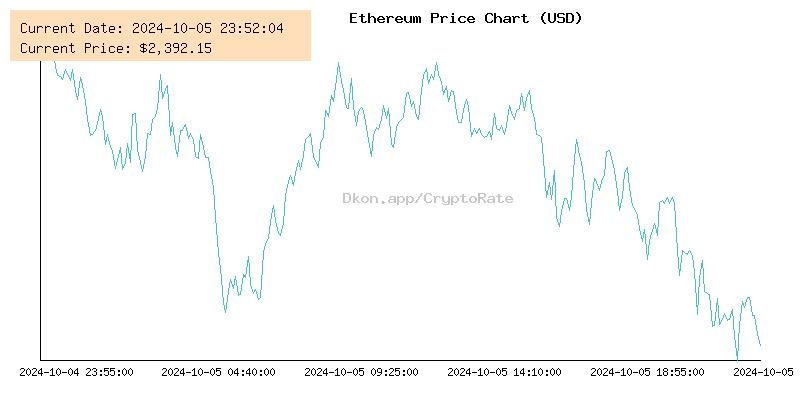 Ethereum Price Chart (USD)
Current Date: 2024-10-05 23:52:04
Current Price: $2,392.15
Dkon.app/CryptoRate
2024-10-04 23:55:00
2024-10-05 04:40:00
2024-10-05 09:25:00
2024-10-05 14:10:00
2024-10-05 18:55:00
2024-10-05